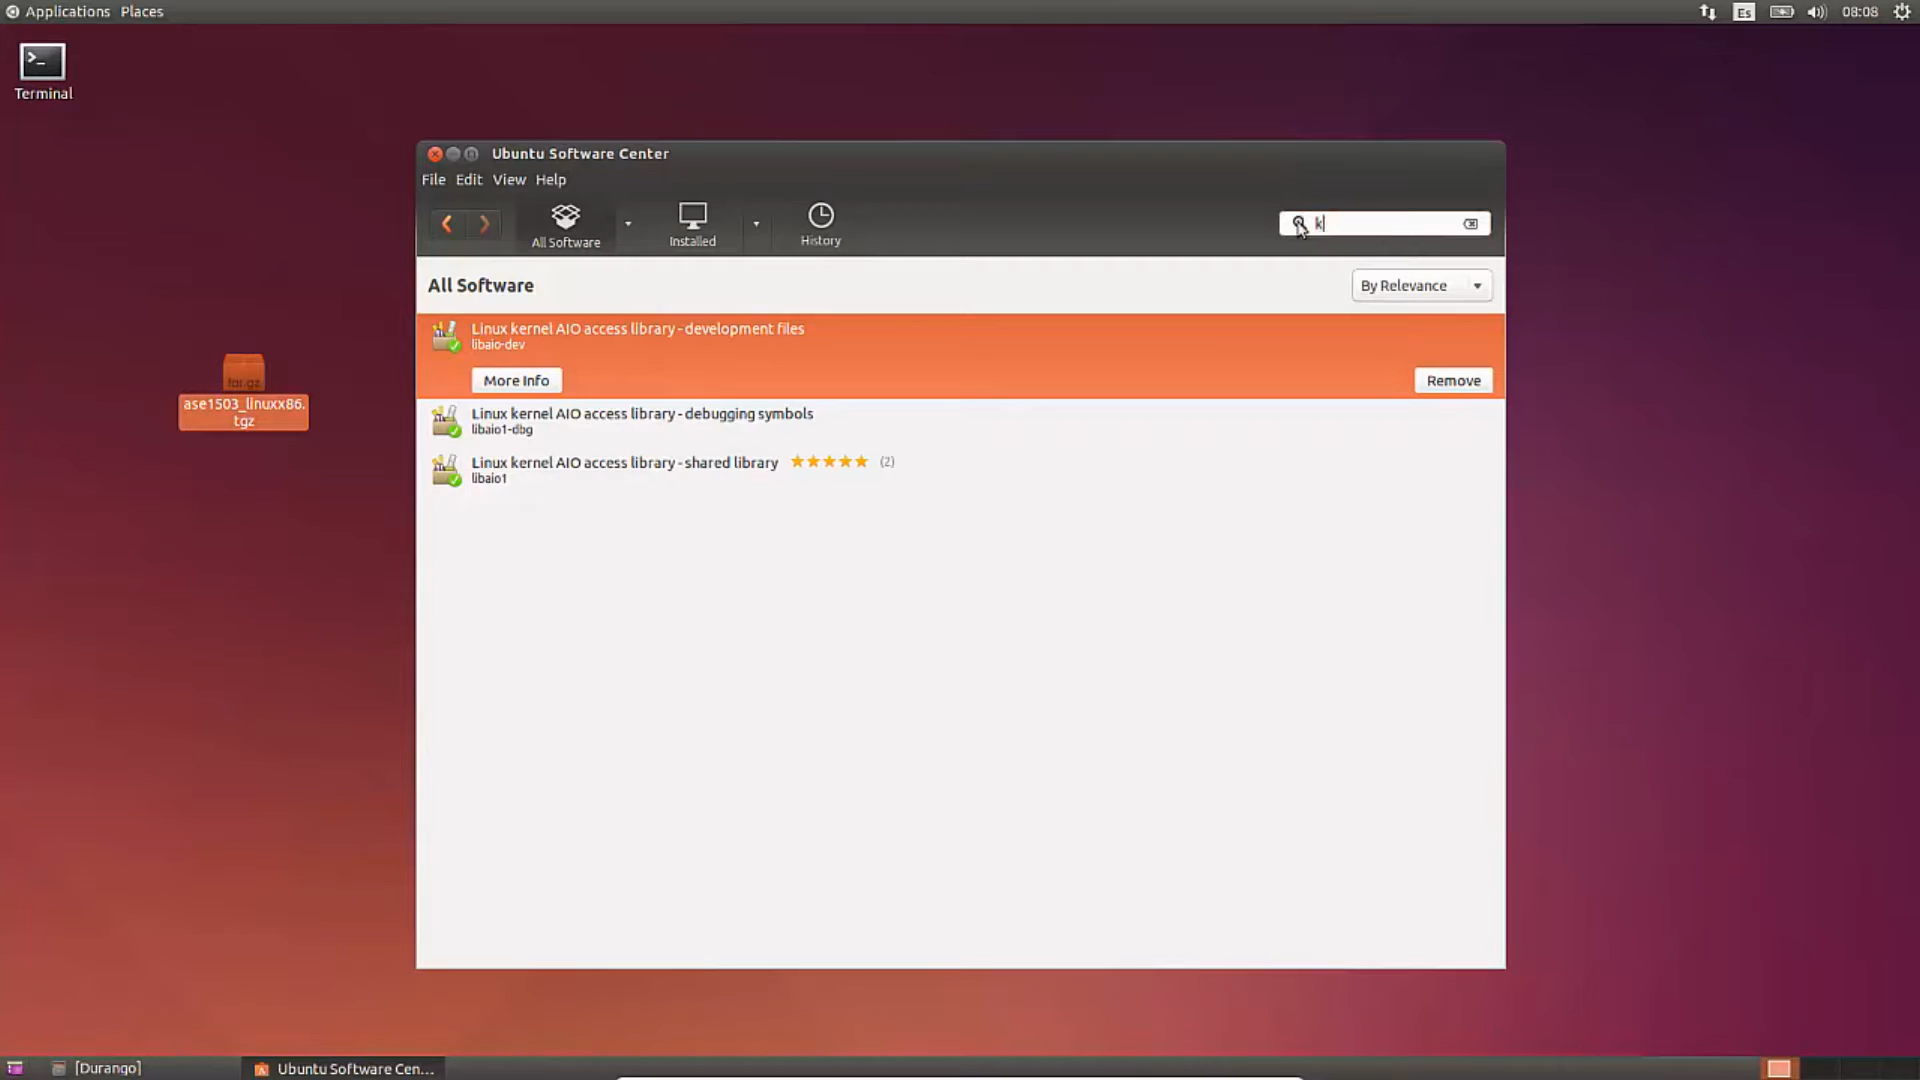 Applications Places
Es 08:08
Terminal
Ubuntu Software Center
File Edit View Help
All Software
Installed
History
k
All Software
By Relevance
Linux kernel AIO access library - development files
libaio-dev
More Info
Remove
tar.gz
ase1503_linuxx86.
tgz
Linux kernel AIO access library - debugging symbols
libaio1-dbg
Linux kernel AIO access library - shared library (2)
libaio1
[Durango]
Ubuntu Software Cen...